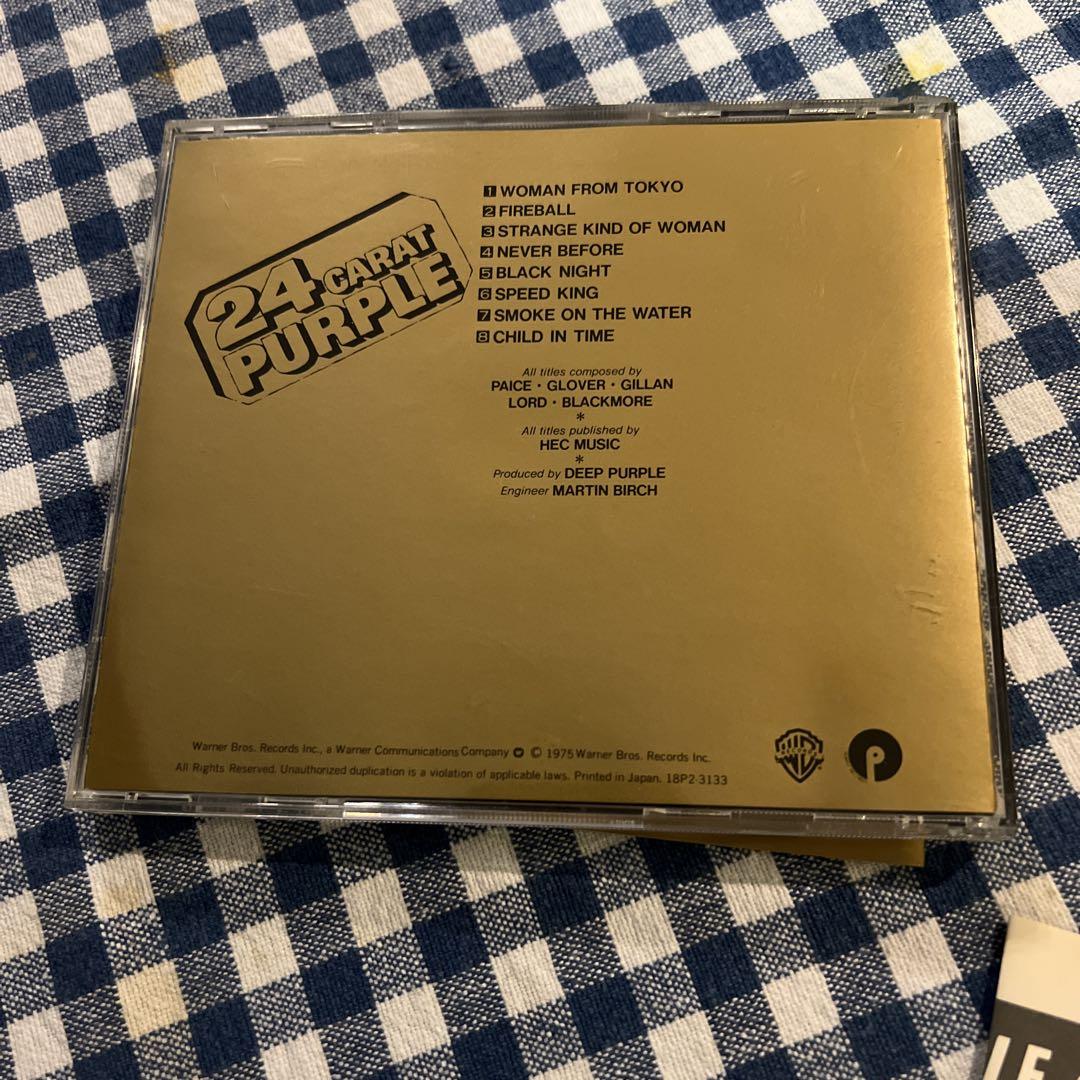 24 CARAT
PURPLE
1 WOMAN FROM TOKYO
2 FIREBALL
3 STRANGE KIND OF WOMAN
4 NEVER BEFORE
5 BLACK NIGHT
6 SPEED KING
7 SMOKE ON THE WATER
8 CHILD IN TIME
All titles composed by
PAICE · GLOVER · GILLAN
LORD · BLACKMORE
*
All titles published by
HEC MUSIC
*
Produced by DEEP PURPLE
Engineer MARTIN BIRCH
Warner Bros. Records Inc., a Warner Communications Company © 1975 Warner Bros. Records Inc.
All Rights Reserved. Unauthorized duplication is a violation of applicable laws. Printed in Japan. 18P2-3133
RECORDS
P